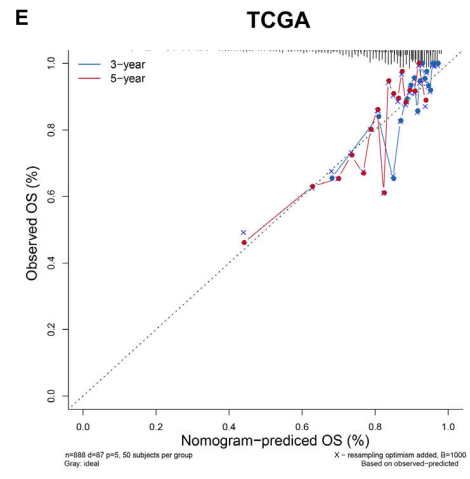 E
TCGA
3−year
5−year
Observed OS (%)
0.0
0.2
0.4
0.6
0.8
1.0
0.0
0.2
0.4
0.6
0.8
1.0
Nomogram−prediced OS (%)
n=888 d=87 p=5, 50 subjects per group
Gray: ideal
X − resampling optimism added, B=1000
Based on observed−predicted